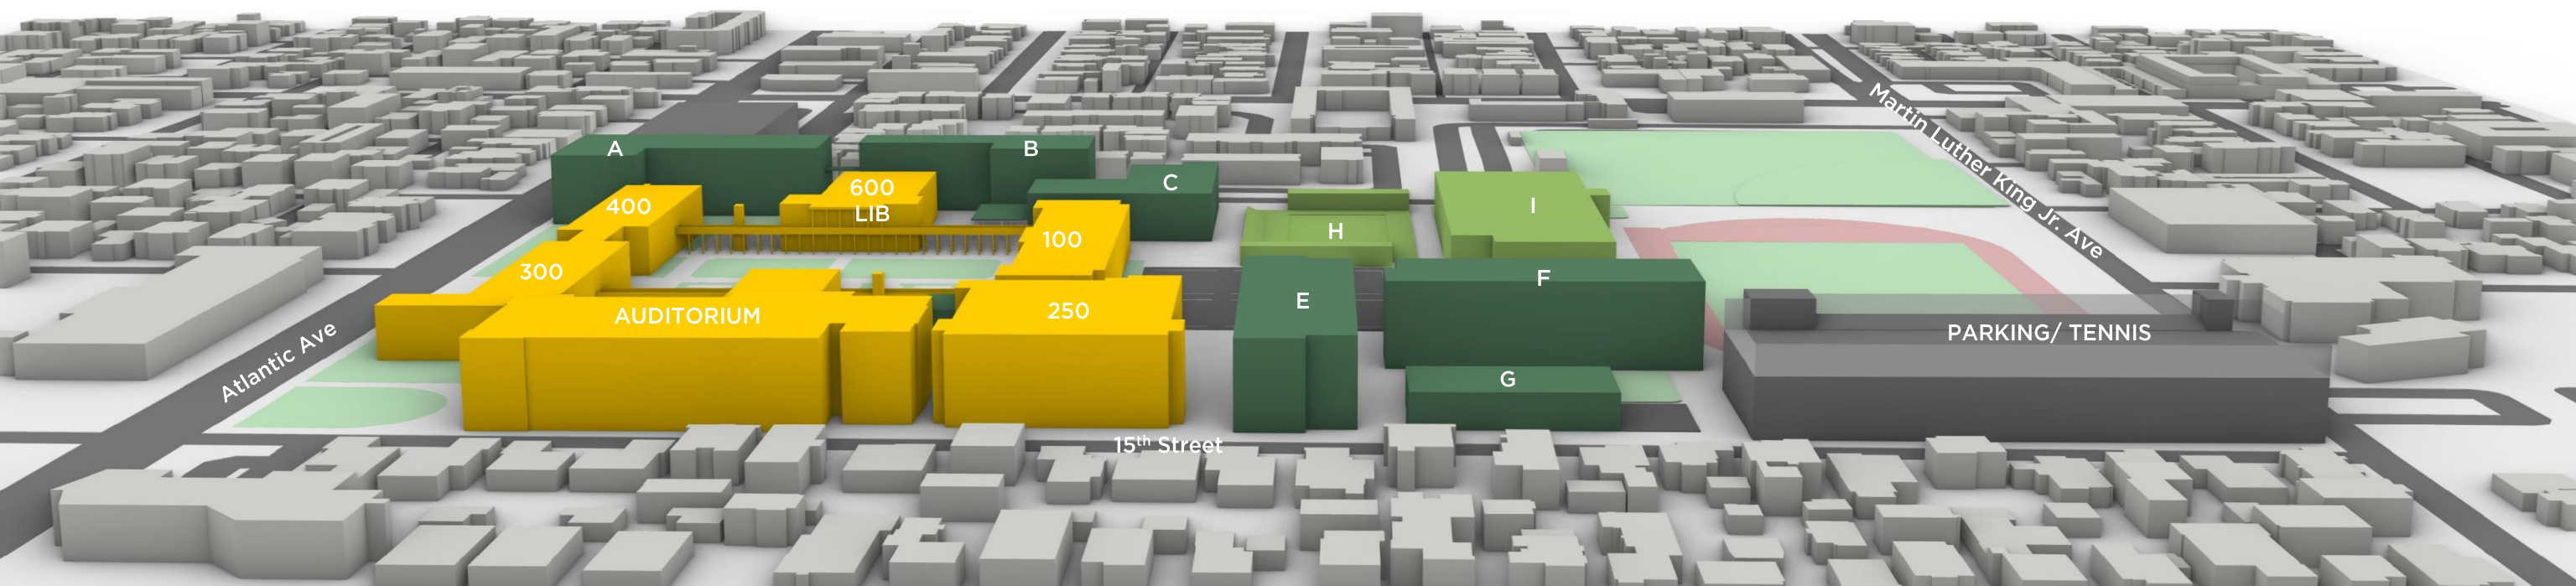 Martin Luther King Jr. Ave
A
B
C
600
LIB
400
I
H
100
300
F
E
250
AUDITORIUM
PARKING/ TENNIS
Atlantic Ave
G
15th Street